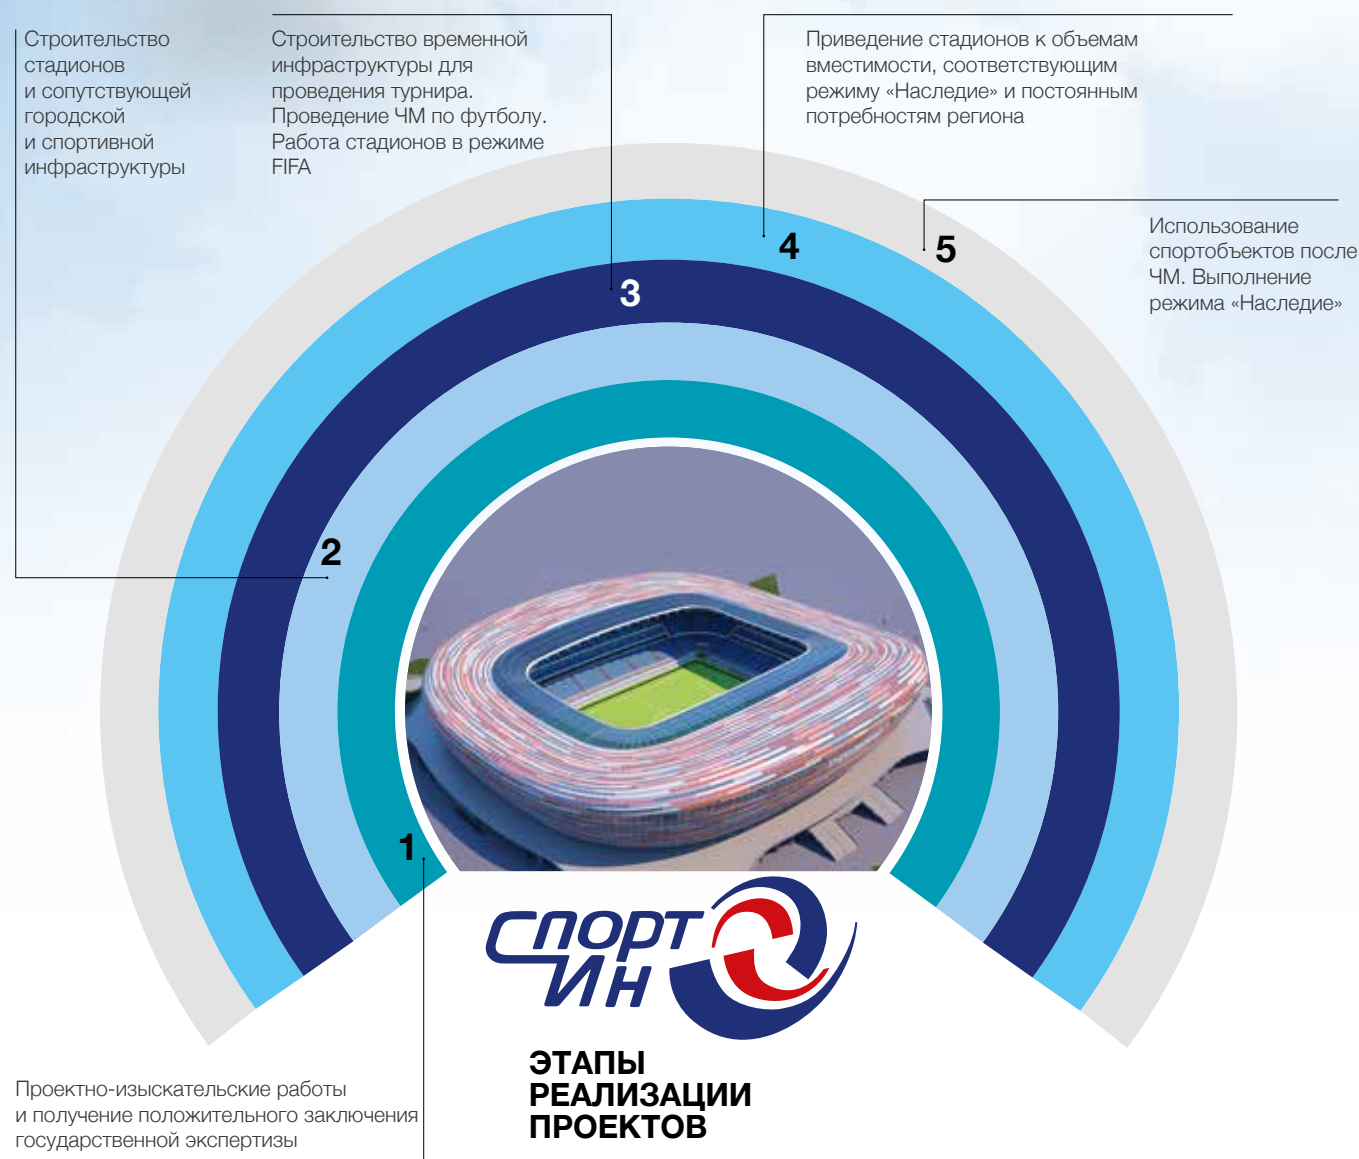 Строительство
стадионов
и сопутствующей
городской
и спортивной
инфраструктуры
Строительство временной
инфраструктуры для
проведения турнира.
Проведение ЧМ по футболу.
Работа стадионов в режиме
FIFA
Приведение стадионов к объемам
вместимости, соответствующим
режиму «Наследие» и постоянным
потребностям региона
Использование
спортобъектов после
ЧМ. Выполнение
режима «Наследие»
4
5
3
2
1
СПОРТ
ИН
ЭТАПЫ
РЕАЛИЗАЦИИ
ПРОЕКТОВ
Проектно-изыскательские работы
и получение положительного заключения
государственной экспертизы